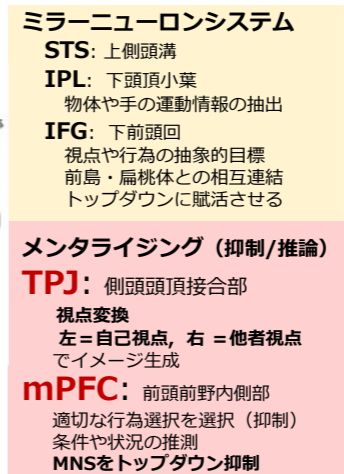 ミラーニューロンシステム
STS: 上側頭溝
IPL: 下頭頂小葉
物体や手の運動情報の抽出
IFG: 下前頭回
視点や行為の抽象的目標
前島・扁桃体との相互連結
トップダウンに賦活させる
メンタライジング（抑制/推論）
TPJ: 側頭頭頂接合部
視点変換
左＝自己視点，右 ＝他者視点
でイメージ生成
mPFC: 前頭前野内側部
適切な行為選択を選択（抑制）
条件や状況の推測
MNSをトップダウン抑制